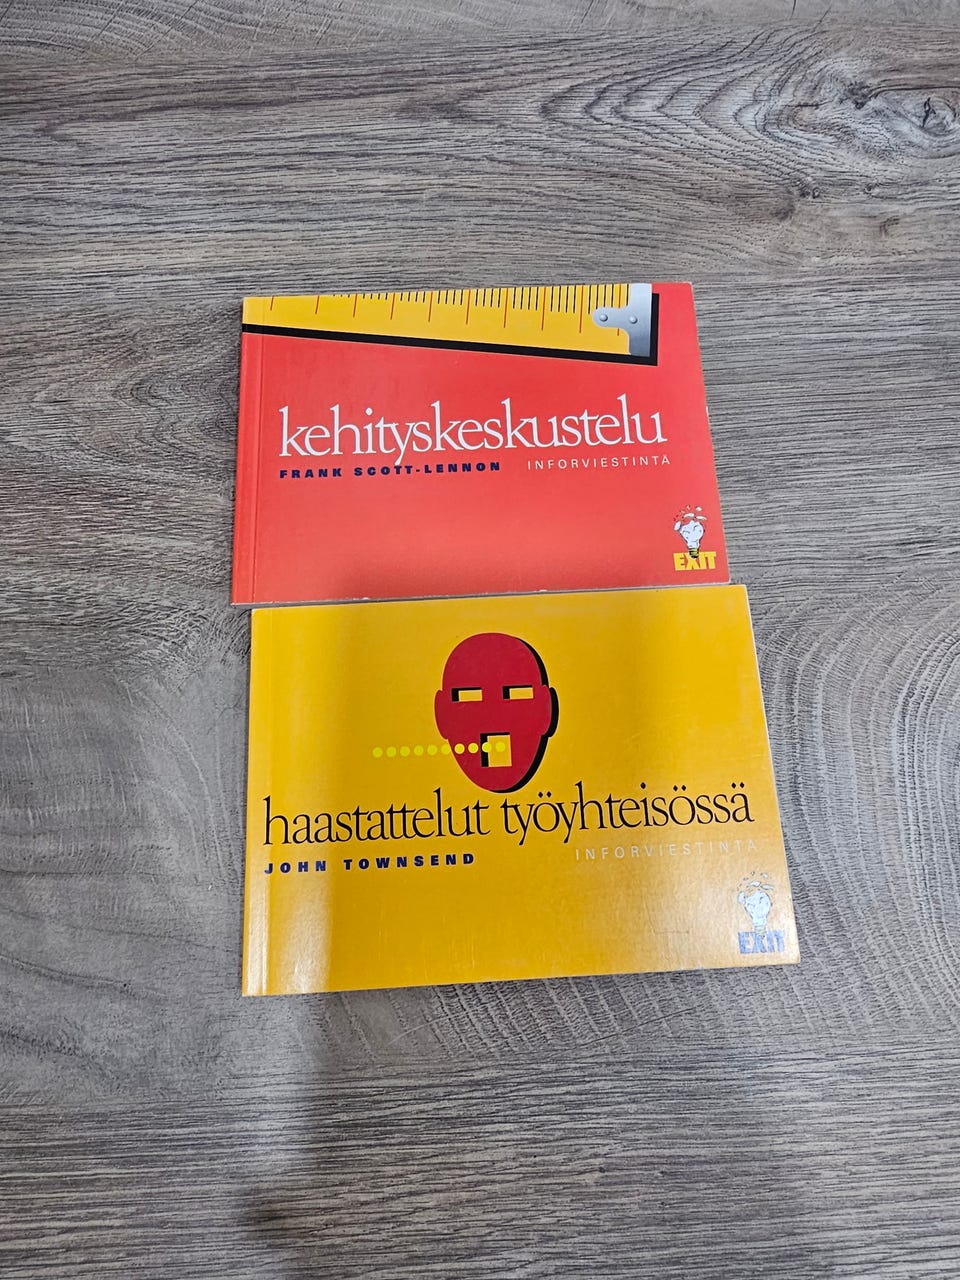 kehityskeskustelu
FRANK SCOTT-LENNON INFORVIESTINTÄ
EXIT
haastattelut työyhteisössä
JOHN TOWNSEND INFORVIESTINTÄ
EXIT